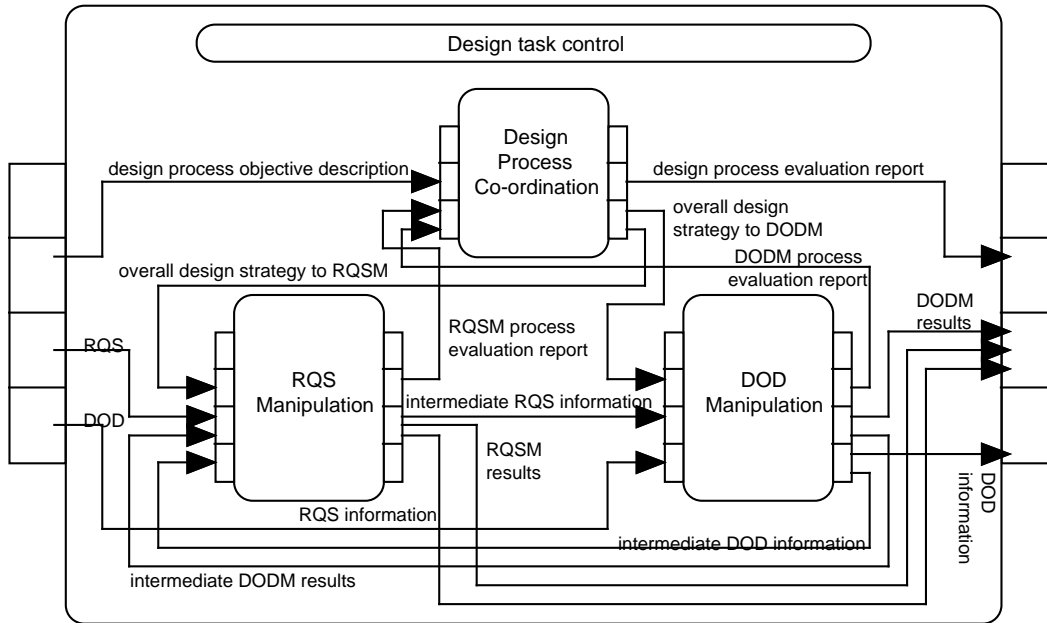 Design task control
Design
Process
Co-ordination
design process objective description
design process evaluation report
overall design
strategy to DODM
overall design strategy to RQSM
DODM process
evaluation report
RQS
DOD
RQS
Manipulation
RQSM process
evaluation report
DOD
Manipulation
DODM
results
intermediate RQS information
RQSM
results
RQS information
intermediate DOD information
DOD
information
intermediate DODM results